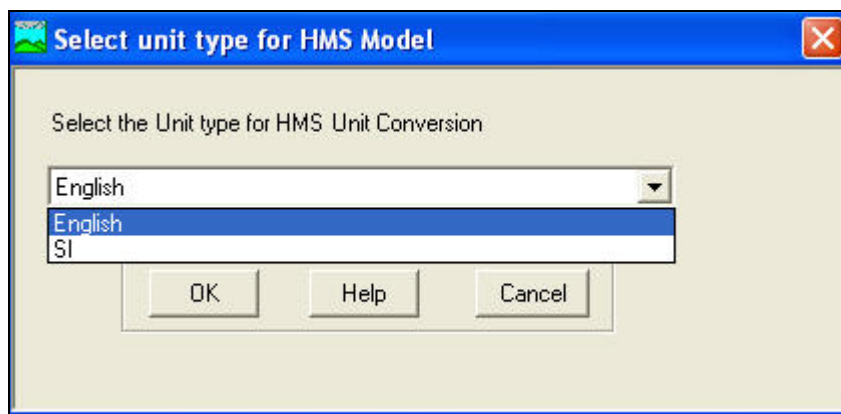 Select unit type for HMS Model
Select the Unit type for HMS Unit Conversion
English
English
SI
OK Help Cancel